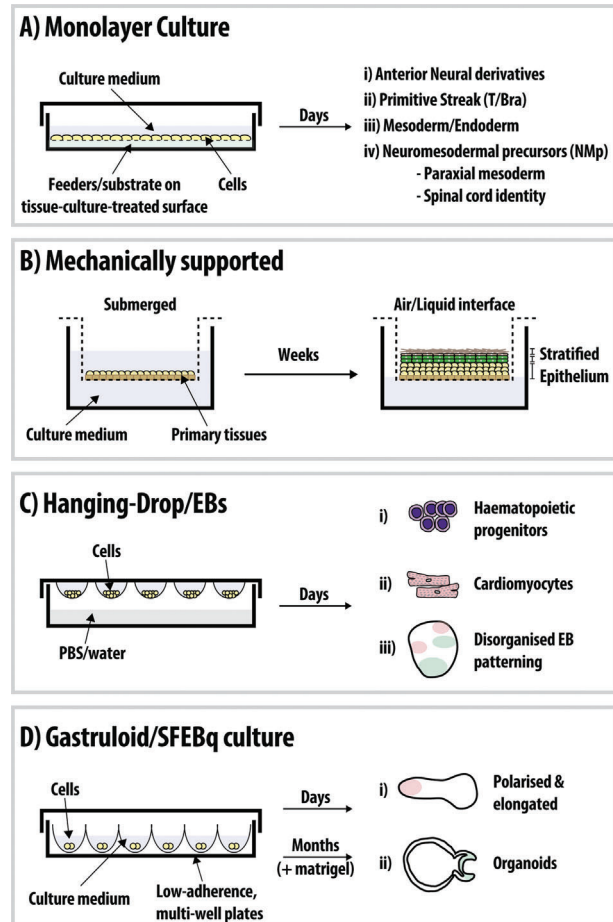 A) Monolayer Culture
Culture medium
Feeders/substrate on
tissue-culture-treated surface
Cells
Days
i) Anterior Neural derivatives
ii) Primitive Streak (T/Bra)
iii) Mesoderm/Endoderm
iv) Neuromesodermal precursors (NMp)
- Paraxial mesoderm
- Spinal cord identity
B) Mechanically supported
Submerged
Culture medium
Primary tissues
Weeks
Air/Liquid interface
Stratified
Epithelium
C) Hanging-Drop/EBs
Cells
PBS/water
Days
i) Haematopoietic
progenitors
ii) Cardiomyocytes
iii) Disorganised EB
patterning
D) Gastruloid/SFEBq culture
Cells
Culture medium
Low-adherence,
multi-well plates
Days
i) Polarised &
elongated
Months
(+ matrigel)
ii) Organoids